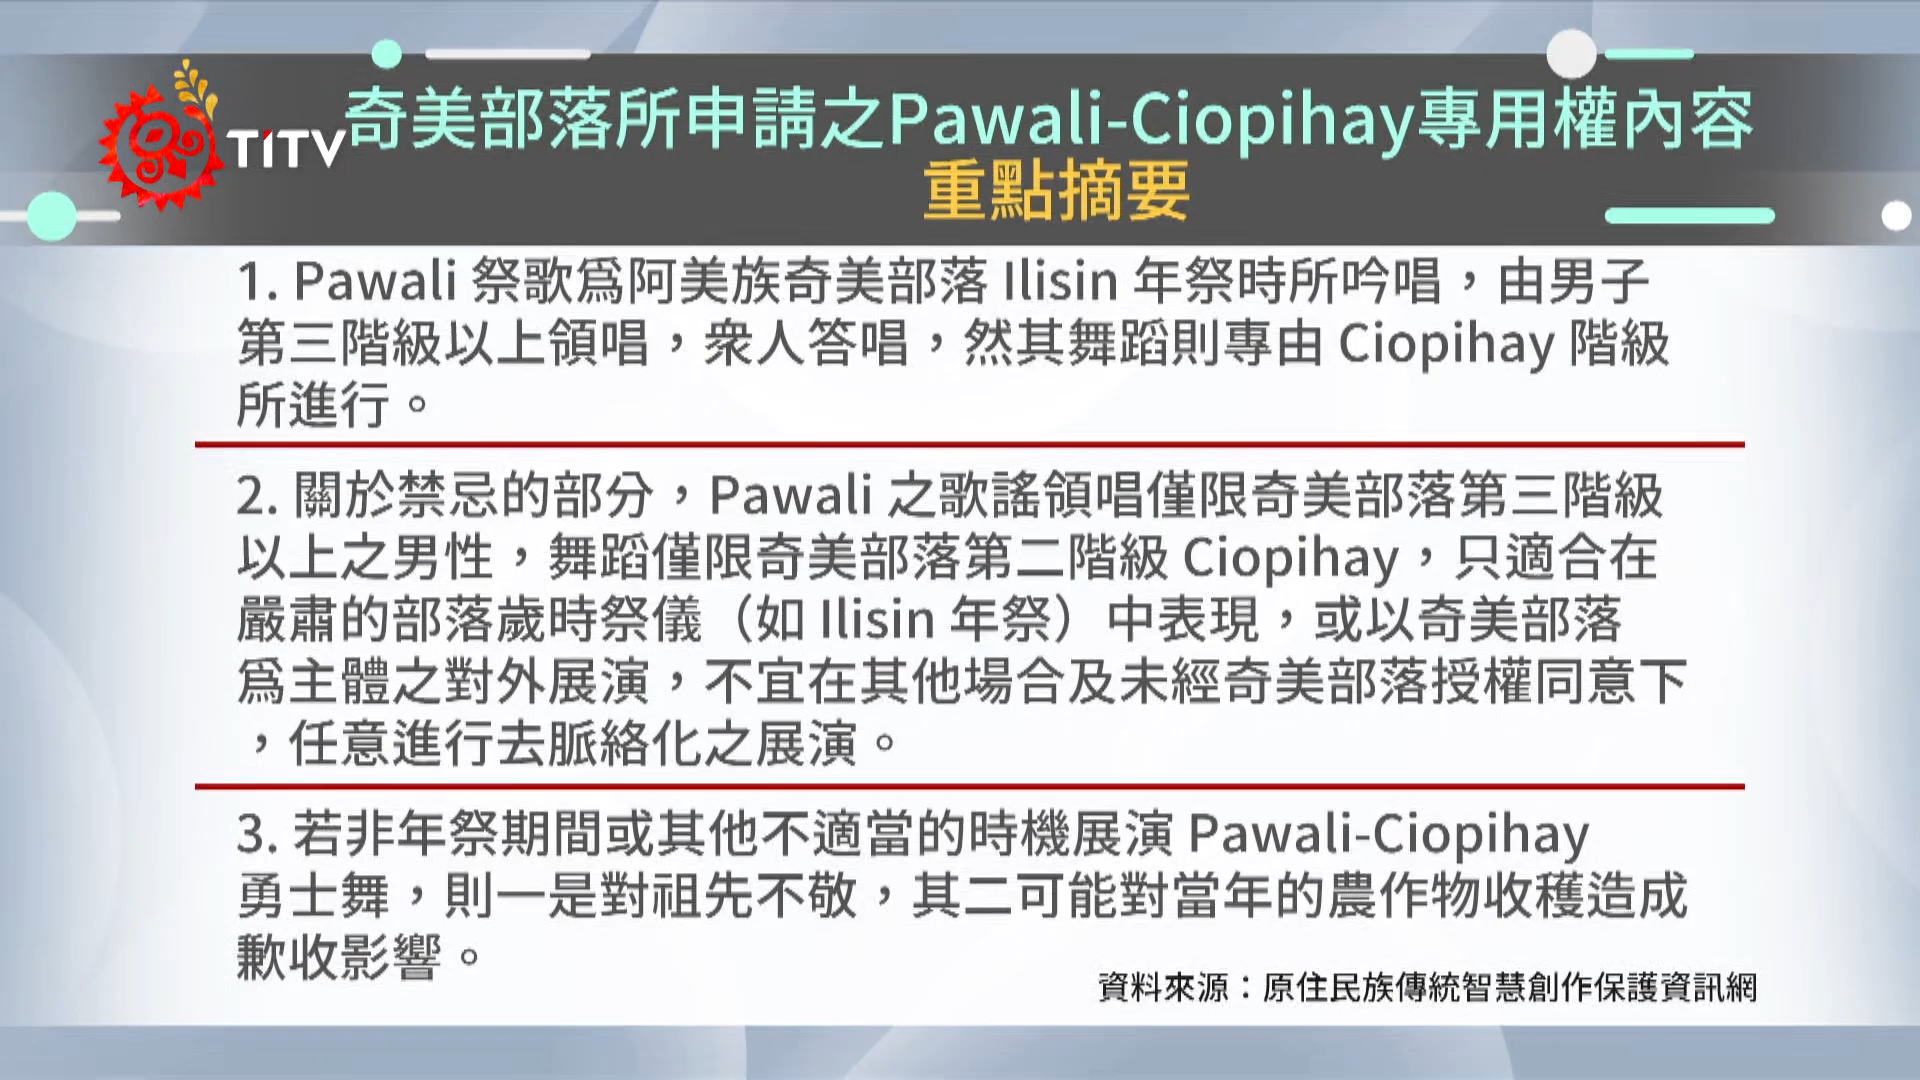 TiTV
奇美部落所申請之Pawali-Ciopihay專用權內容
重點摘要
1. Pawali 祭歌爲阿美族奇美部落 Ilisin 年祭時所吟唱，由男子
第三階級以上領唱，衆人答唱，然其舞蹈則專由 Ciopihay 階級
所進行。
2. 關於禁忌的部分，Pawali 之歌謠領唱僅限奇美部落第三階級
以上之男性，舞蹈僅限奇美部落第二階級 Ciopihay，只適合在
嚴肅的部落歲時祭儀（如 Ilisin 年祭）中表現，或以奇美部落
爲主體之對外展演，不宜在其他場合及未經奇美部落授權同意下
，任意進行去脈絡化之展演。
3. 若非年祭期間或其他不適當的時機展演 Pawali-Ciopihay
勇士舞，則一是對祖先不敬，其二可能對當年的農作物收穫造成
歉收影響。
資料來源：原住民族傳統智慧創作保護資訊網